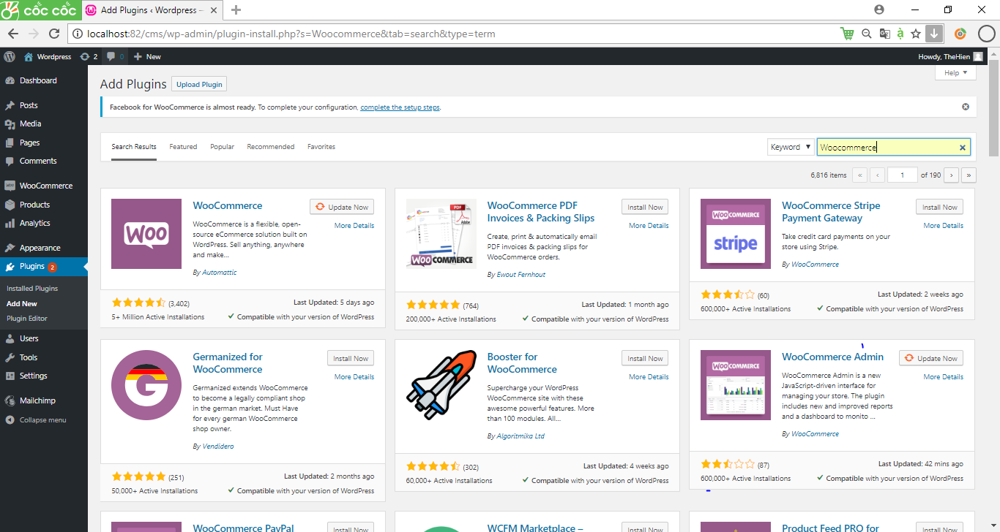 cốc cốc
Add Plugins ‹ Wordpress –
localhost:82/cms/wp-admin/plugin-install.php?s=Woocommerce&tab=search&type=term
Wordpress 2 0 + New
Howdy, TheHien
Dashboard
Posts
Media
Pages
Comments
WooCommerce
Products
Analytics
Appearance
Plugins 2
Installed Plugins
Add New
Plugin Editor
Users
Tools
Settings
Mailchimp
Collapse menu
Help ▼
Add Plugins
Upload Plugin
Facebook for WooCommerce is almost ready. To complete your configuration, complete the setup steps.
Search Results Featured Popular Recommended Favorites
Keyword ▼ Woocommerce
6,816 items « ‹ 1 of 190 › »
WOO
WooCommerce
Update Now
More Details
WooCommerce is a flexible, open-
source eCommerce solution built on
WordPress. Sell anything, anywhere
and make...
By Automattic
(3,402)
Last Updated: 5 days ago
5+ Million Active Installations
Compatible with your version of WordPress
PDF
Adobe
WOO COMMERCE
WooCommerce PDF
Invoices & Packing Slips
Install Now
More Details
Create, print & automatically email
PDF invoices & packing slips for
WooCommerce orders.
By Ewout Fernhout
(764)
Last Updated: 1 month ago
200,000+ Active Installations
Compatible with your version of WordPress
WOO COMMERCE
stripe
WooCommerce Stripe
Payment Gateway
Install Now
More Details
Take credit card payments on your
store using Stripe.
By WooCommerce
(60)
Last Updated: 2 weeks ago
600,000+ Active Installations
Compatible with your version of WordPress
G
Germanized for
WooCommerce
Install Now
More Details
Germanized extends WooCommerce
to become a legally compliant shop
in the german market. Must Have
for every german WooCommerce
shop owner.
By Vendidero
(251)
Last Updated: 2 months ago
50,000+ Active Installations
Compatible with your version of WordPress
Booster for
WooCommerce
Install Now
More Details
Supercharge your WordPress
WooCommerce site with these
awesome powerful features. More
than 100 modules. All...
By Algoritmika Ltd
(302)
Last Updated: 4 weeks ago
60,000+ Active Installations
Compatible with your version of WordPress
WOO COMMERCE
WooCommerce Admin
Update Now
More Details
WooCommerce Admin is a new
JavaScript-driven interface for
managing your store. The plugin
includes new and improved reports
and a dashboard to monito ...
By WooCommerce
(87)
Last Updated: 42 mins ago
600,000+ Active Installations
Compatible with your version of WordPress
WooCommerce PayPal
Install Now
WCFM Marketplace –
Install Now
Product Feed PRO for
Install Now